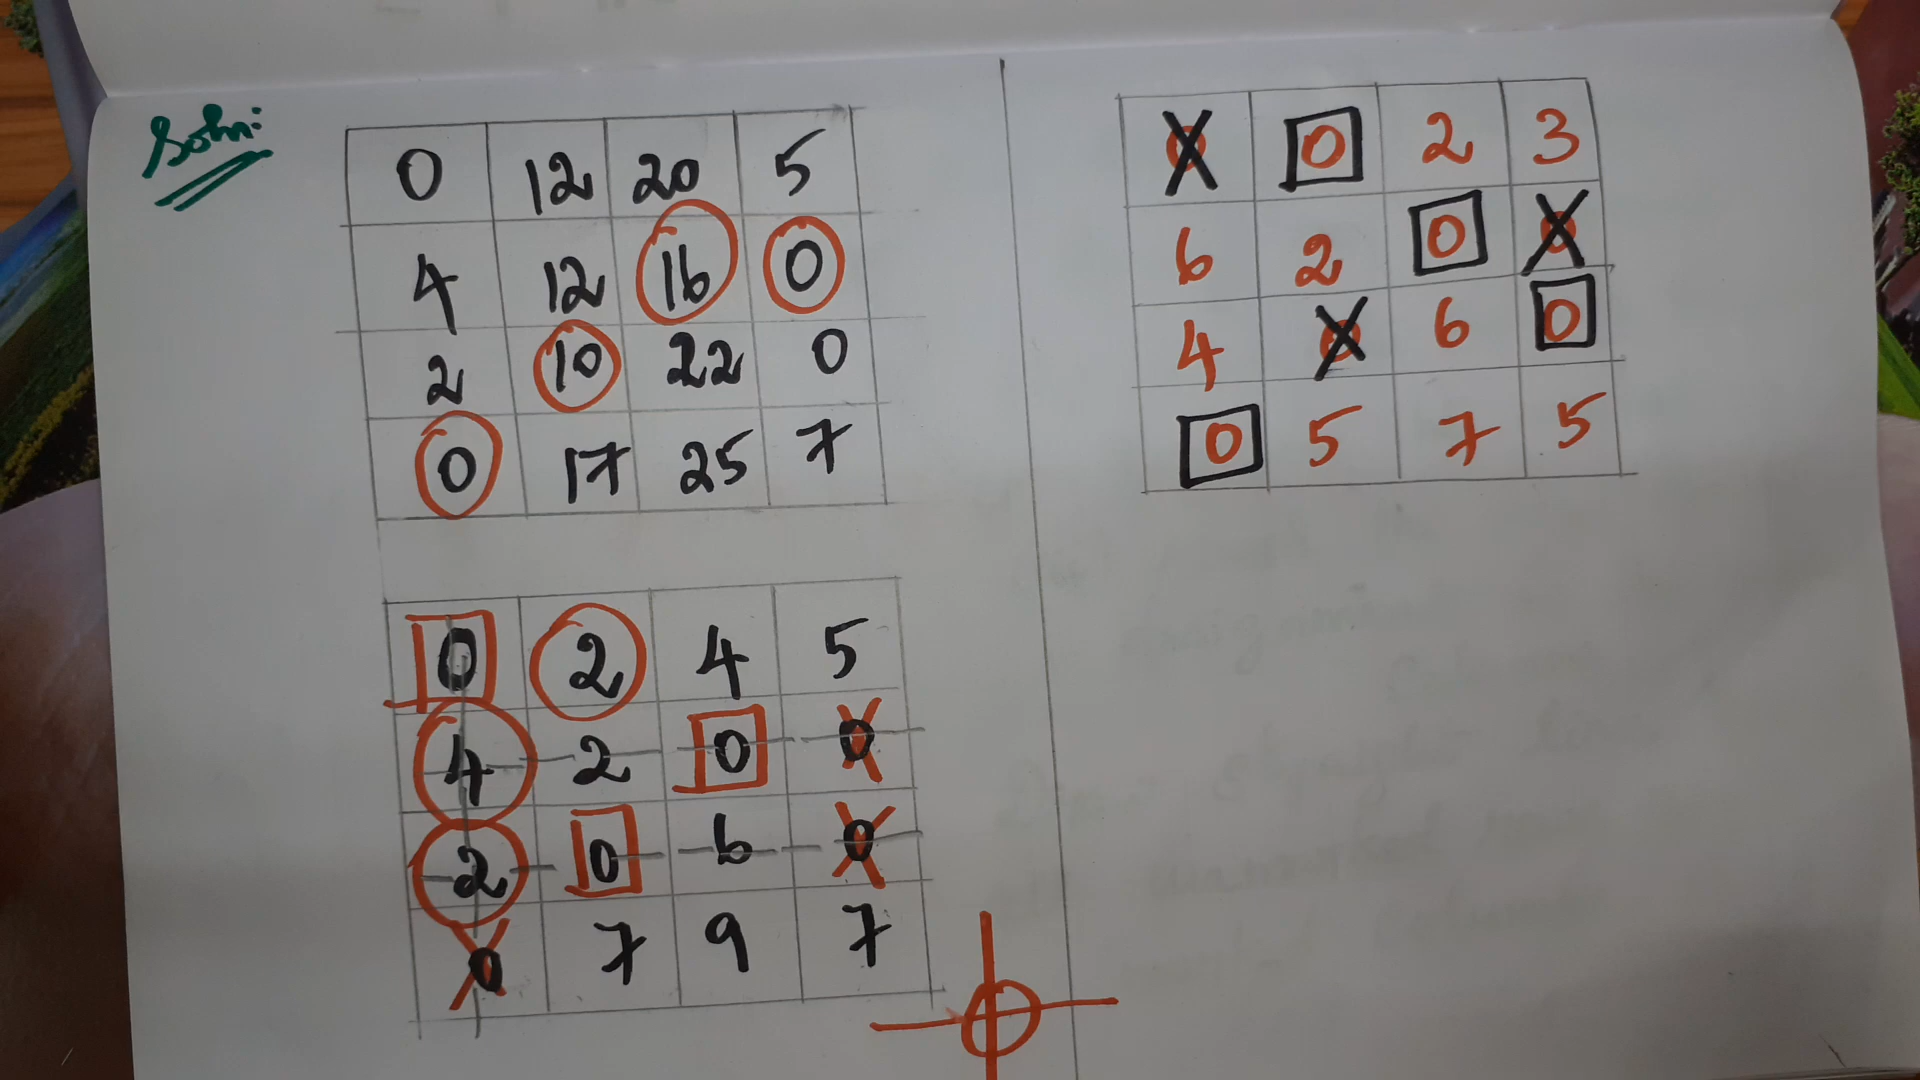 Soln:
0 12 20 5
4 12 16 0
2 10 22 0
0 17 25 7
0 2 4 5
4 2 0 0
2 0 6 0
0 7 9 7
0 0 2 3
6 2 0 0
4 0 6 0
0 5 7 5